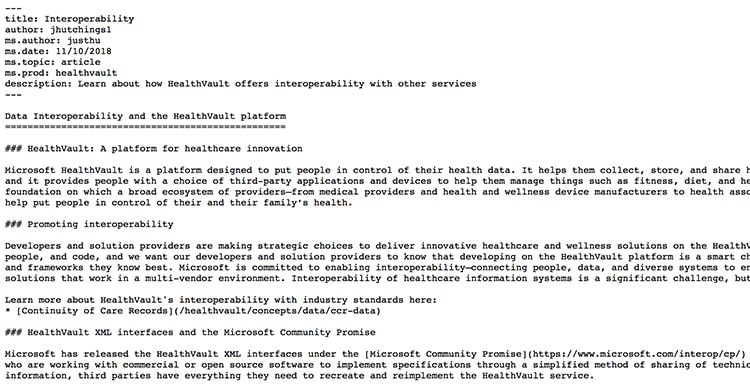 ---
title: Interoperability
author: jhutchings1
ms.author: justhu
ms.date: 11/10/2018
ms.topic: article
ms.prod: healthvault
description: Learn about how HealthVault offers interoperability with other services
---
Data Interoperability and the HealthVault platform
==================================================
### HealthVault: A platform for healthcare innovation
Microsoft HealthVault is a platform designed to put people in control of their health data. It helps them collect, store, and share h
and it provides people with a choice of third-party applications and devices to help them manage things such as fitness, diet, and he
foundation on which a broad ecosystem of providers—from medical providers and health and wellness device manufacturers to health asso
help put people in control of their and their family’s health.
### Promoting interoperability
Developers and solution providers are making strategic choices to deliver innovative healthcare and wellness solutions on the HealthV
people, and code, and we want our developers and solution providers to know that developing on the HealthVault platform is a smart ch
and frameworks they know best. Microsoft is committed to enabling interoperability—connecting people, data, and diverse systems to en
solutions that work in a multi-vendor environment. Interoperability of healthcare information systems is a significant challenge, but
Learn more about HealthVault's interoperability with industry standards here:
* [Continuity of Care Records](/healthvault/concepts/data/ccr-data)
### HealthVault XML interfaces and the Microsoft Community Promise
Microsoft has released the HealthVault XML interfaces under the [Microsoft Community Promise](https://www.microsoft.com/interop/cp/)
who are working with commercial or open source software to implement specifications through a simplified method of sharing of technic
information, third parties have everything they need to recreate and reimplement the HealthVault service.